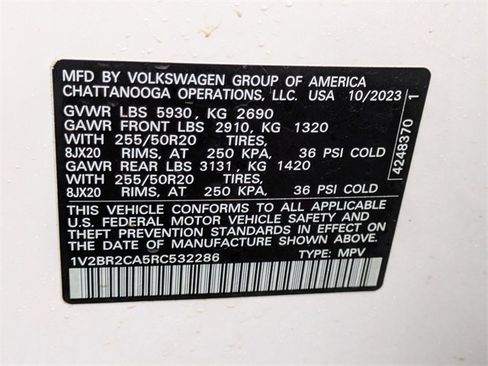 MFD BY VOLKSWAGEN GROUP OF AMERICA
CHATTANOOGA OPERATIONS, LLC. USA 10/2023
GVWR LBS 5930, KG 2690
GAWR FRONT LBS 2910, KG 1320
WITH 255/50R20 TIRES,
8JX20 RIMS, AT 250 KPA, 36 PSI COLD
GAWR REAR LBS 3131, KG 1420
WITH 255/50R20 TIRES,
8JX20 RIMS, AT 250 KPA, 36 PSI COLD
THIS VEHICLE CONFORMS TO ALL APPLICABLE
U.S. FEDERAL MOTOR VEHICLE SAFETY AND
THEFT PREVENTION STANDARDS IN EFFECT ON
THE DATE OF MANUFACTURE SHOWN ABOVE.
1V2BR2CA5RC532286 TYPE: MPV
4248370 1